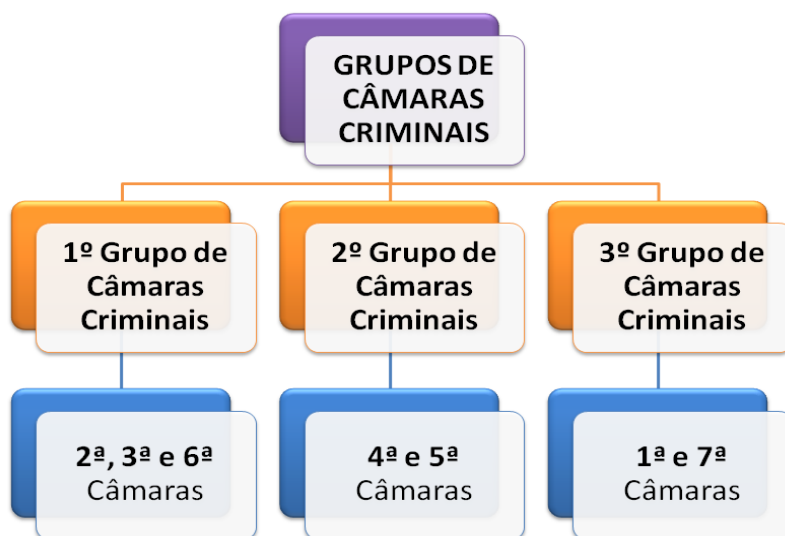 GRUPOS DE
CÂMARAS
CRIMINAIS
1º Grupo de
Câmaras
Criminais
2º Grupo de
Câmaras
Criminais
3º Grupo de
Câmaras
Criminais
2ª, 3ª e 6ª
Câmaras
4ª e 5ª
Câmaras
1ª e 7ª
Câmaras